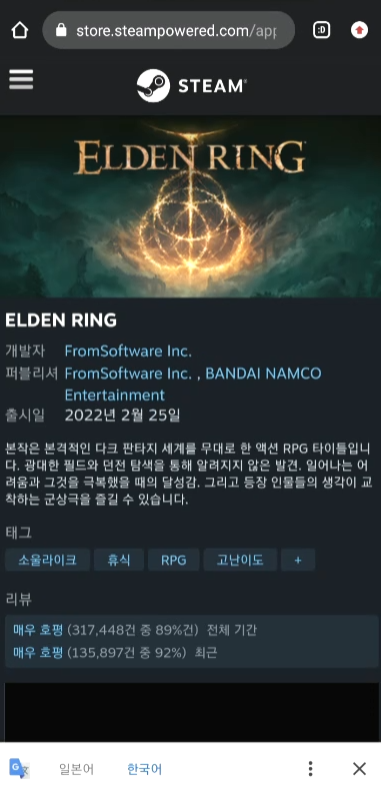 store.steampowered.com/app
:D
STEAM®
ELDEN RING
ELDEN RING
개발자 FromSoftware Inc.
퍼블리셔 FromSoftware Inc. , BANDAI NAMCO
Entertainment
출시일 2022년 2월 25일
본작은 본격적인 다크 판타지 세계를 무대로 한 액션 RPG 타이틀입니
다. 광대한 필드와 던전 탐색을 통해 알려지지 않은 발견. 일어나는 어
려움과 그것을 극복했을 때의 달성감. 그리고 등장 인물들의 생각이 교
착하는 군상극을 즐길 수 있습니다.
태그
소울라이크 휴식 RPG 고난이도 +
리뷰
매우 호평 (317,448건 중 89%건) 전체 기간
매우 호평 (135,897건 중 92%) 최근
G 일본어 한국어